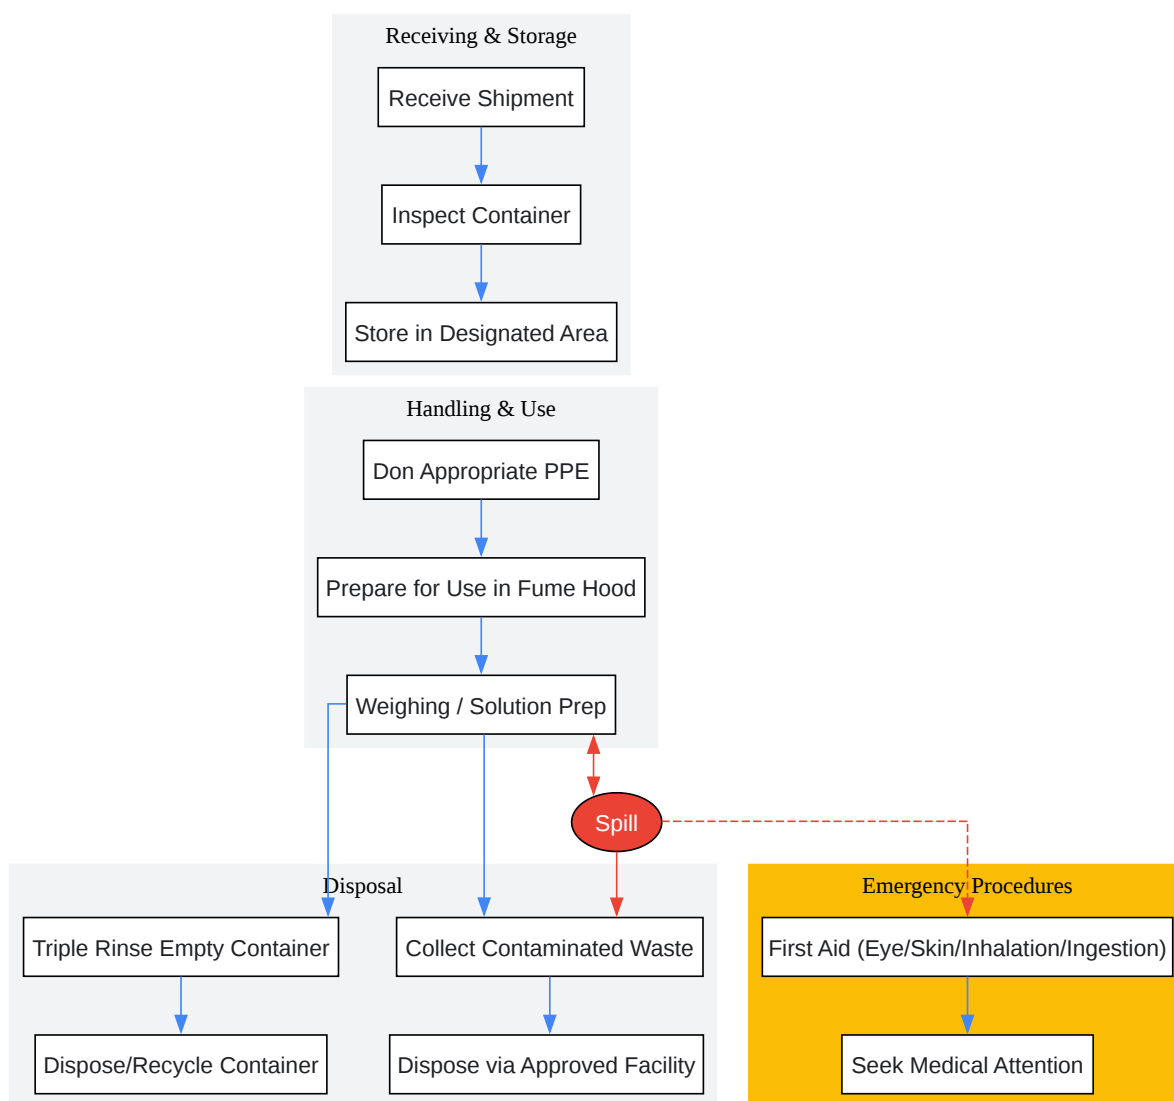 Receiving & Storage
Receive Shipment
Inspect Container
Store in Designated Area
Handling & Use
Don Appropriate PPE
Prepare for Use in Fume Hood
Weighing / Solution Prep
Spill
Disposal
Triple Rinse Empty Container
Collect Contaminated Waste
Dispose/Recycle Container
Dispose via Approved Facility
Emergency Procedures
First Aid (Eye/Skin/Inhalation/Ingestion)
Seek Medical Attention